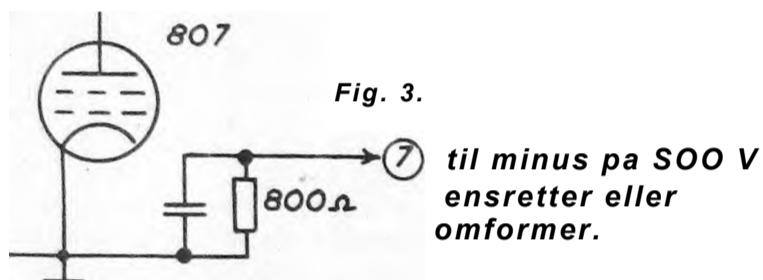 807
Fig. 3.
7
til minus pa SOO V
800Ω
ensretter eller
omformer.